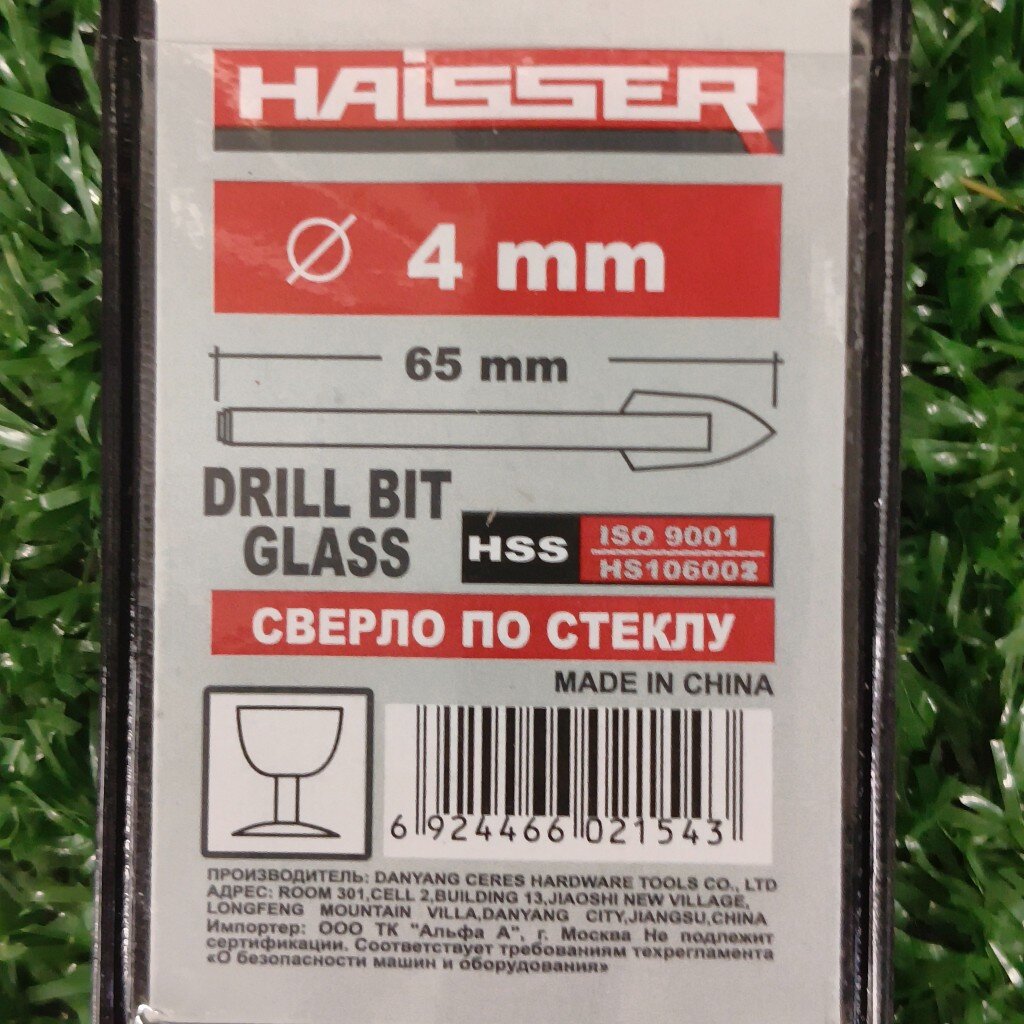 HAiSSER
Ø 4 mm
65 mm
DRILL BIT
GLASS
HSS
ISO 9001
HS106002
СВЕРЛО ПО СТЕКЛУ
MADE IN CHINA
6 924466 021543
ПРОИЗВОДИТЕЛЬ: DANYANG CERES HARDWARE TOOLS CO., LTD
АДРЕС: ROOM 301,CELL 2,BUILDING 13,JIAOSHI NEW VILLAGE,
LONGFENG MOUNTAIN VILLA,DANYANG CITY,JIANGSU,CHINA
Импортер: ООО ТК "Альфа А", г. Москва Не подлежит
сертификации. Соответствует требованиям техрегламента
«О безопасности машин и оборудования»